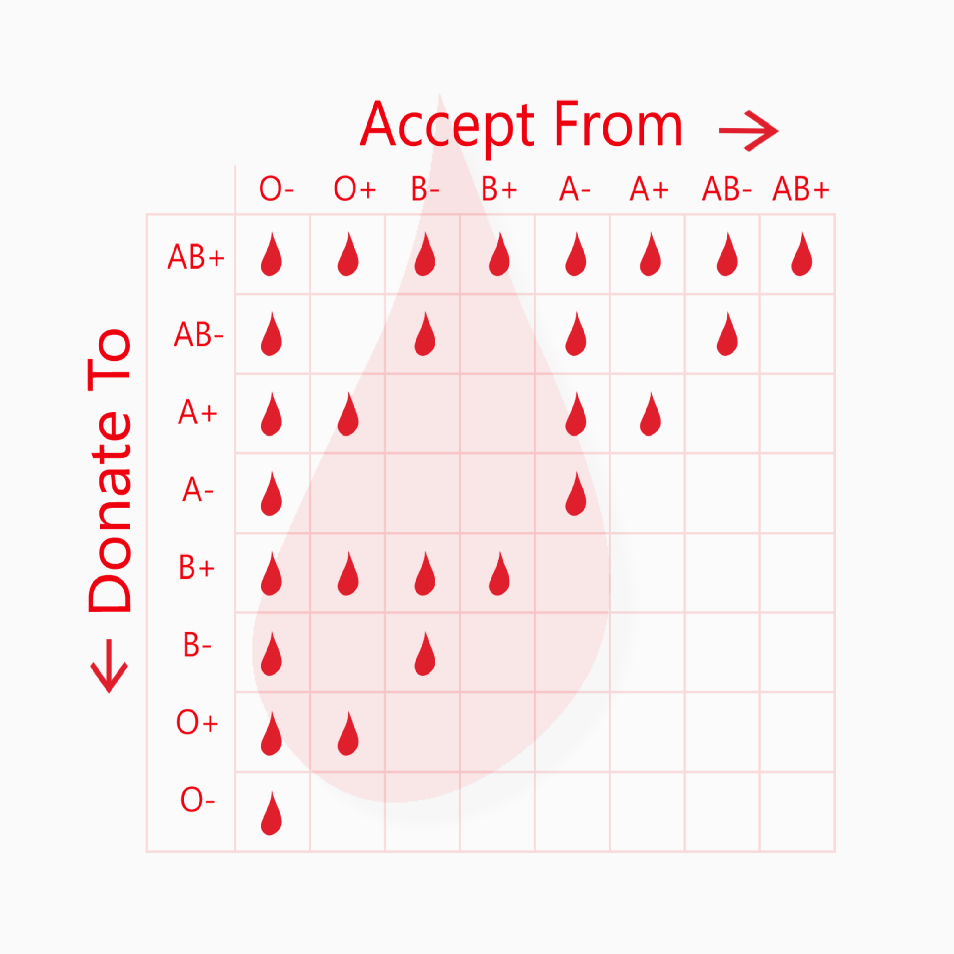 Accept From
O- O+ B- B+ A- A+ AB- AB+
Donate To
AB+
AB-
A+
A-
B+
B-
O+
O-